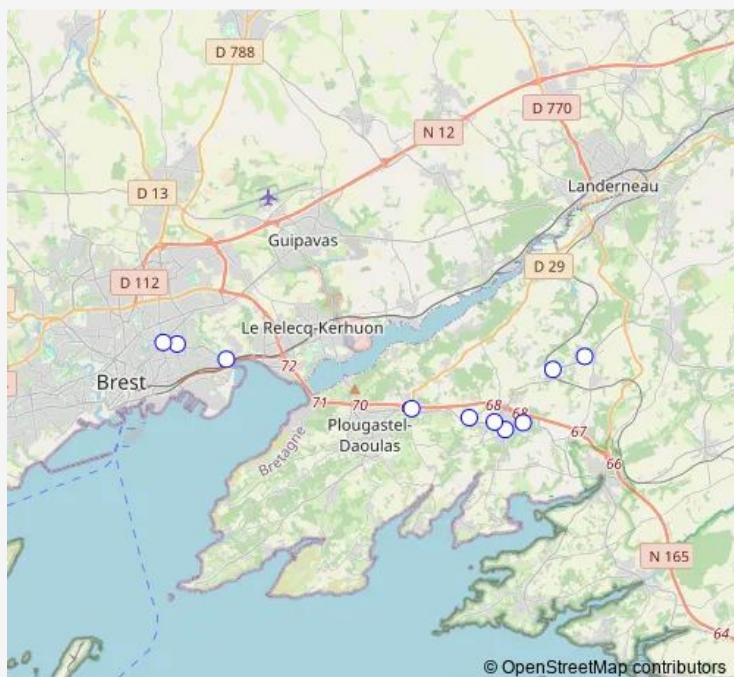 D 788
D 770
N 12
Landerneau
D 13
Guipavas
D 29
D 112
Le Relecq-Kerhuon
72
Brest
71
70
68
68
Plougastel-
Daoulas
67
Bretagne
66
N 165
64
© OpenStreetMap contributors